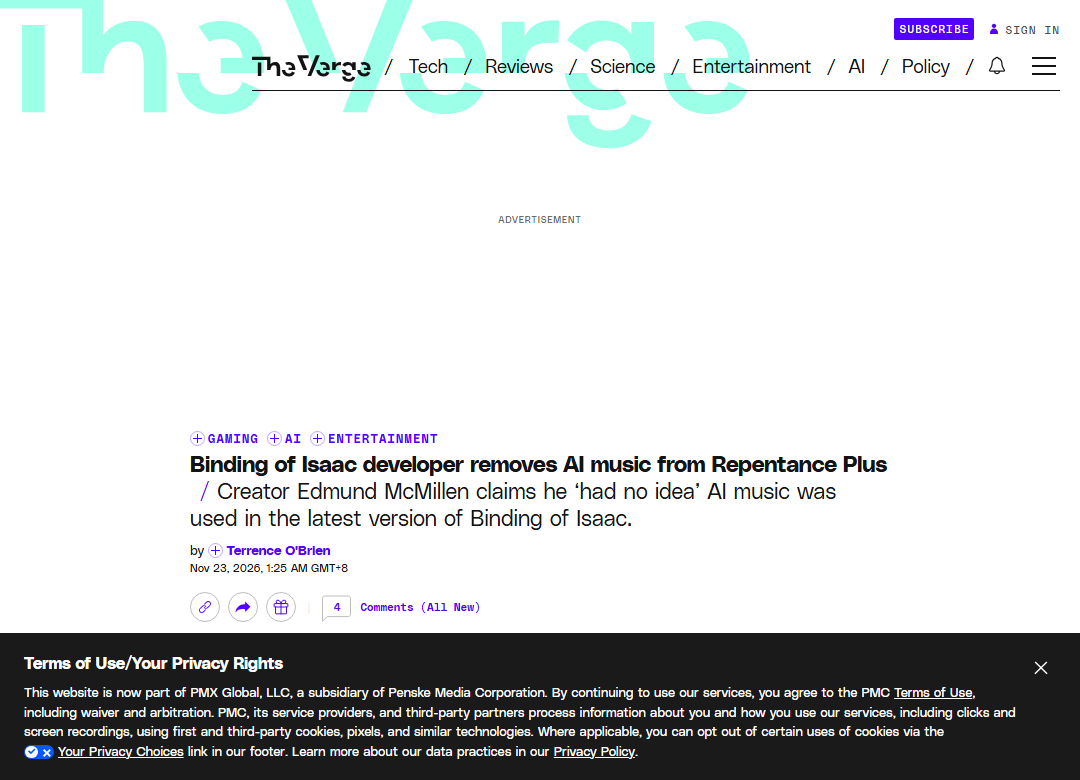 The Verge
SUBSCRIBE SIGN IN
The Verge / Tech / Reviews / Science / Entertainment / AI / Policy /
ADVERTISEMENT
GAMING AI ENTERTAINMENT
Binding of Isaac developer removes AI music from Repentance Plus
/ Creator Edmund McMillen claims he ‘had no idea’ AI music was
used in the latest version of Binding of Isaac.
by Terrence O'Brien
Nov 23, 2026, 1:25 AM GMT+8
4 Comments (All New)
Terms of Use/Your Privacy Rights
This website is now part of PMX Global, LLC, a subsidiary of Penske Media Corporation. By continuing to use our services, you agree to the PMC Terms of Use,
including waiver and arbitration. PMC, its service providers, and third-party partners process information about you and how you use our services, including clicks and
screen recordings, using first and third-party cookies, pixels, and similar technologies. Where applicable, you can opt out of certain uses of cookies via the
Your Privacy Choices link in our footer. Learn more about our data practices in our Privacy Policy.